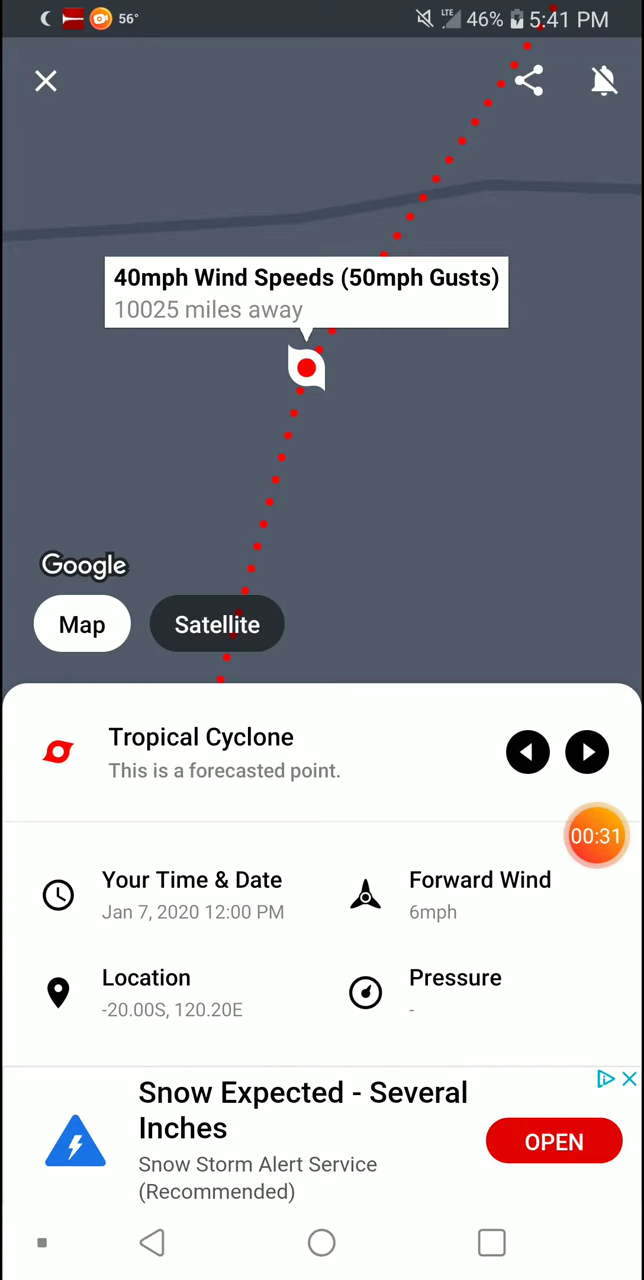 56°
LTE 46% 5:41 PM
40mph Wind Speeds (50mph Gusts)
10025 miles away
Google
Map
Satellite
Tropical Cyclone
This is a forecasted point.
00:31
Your Time & Date
Jan 7, 2020 12:00 PM
Forward Wind
6mph
Location
-20.00S, 120.20E
Pressure
-
Snow Expected - Several
Inches
Snow Storm Alert Service
(Recommended)
OPEN